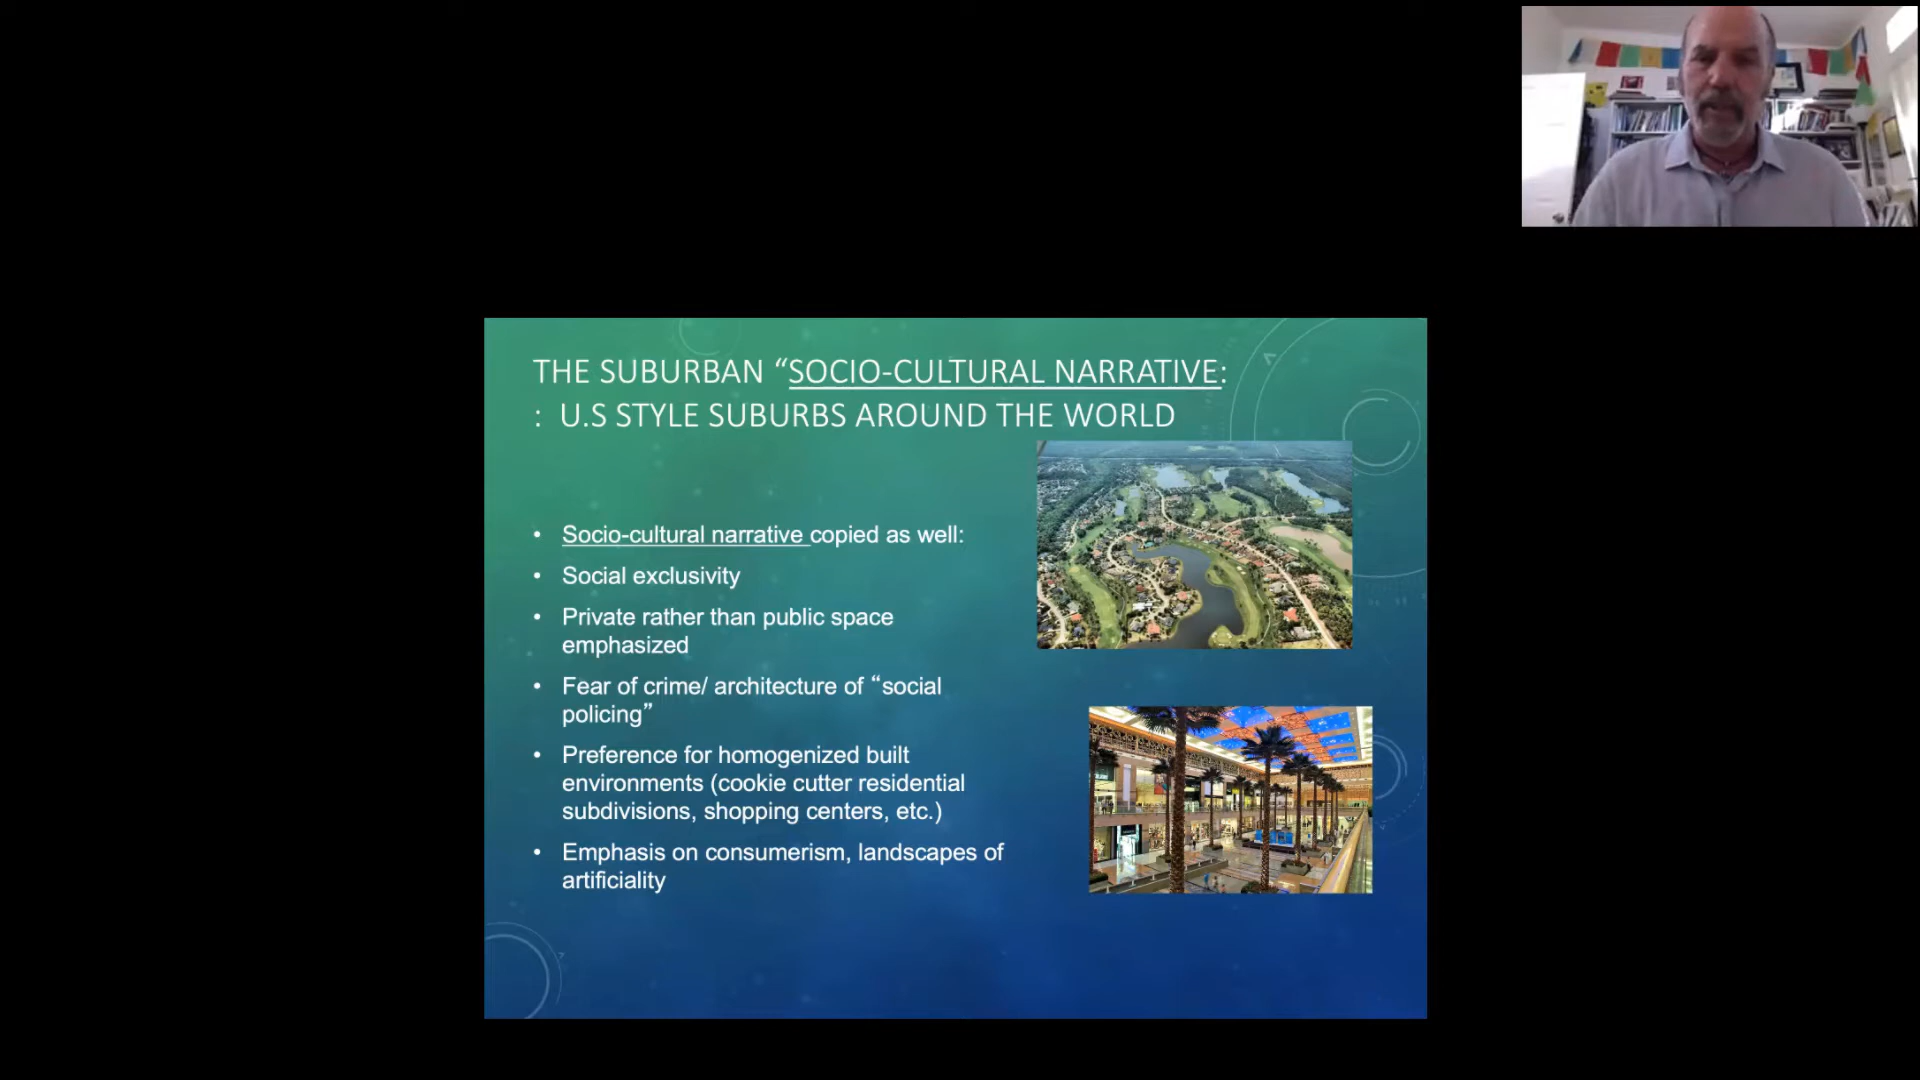 THE SUBURBAN “SOCIO-CULTURAL NARRATIVE:
: U.S STYLE SUBURBS AROUND THE WORLD
• Socio-cultural narrative copied as well:
• Social exclusivity
• Private rather than public space
emphasized
• Fear of crime/ architecture of “social
policing”
• Preference for homogenized built
environments (cookie cutter residential
subdivisions, shopping centers, etc.)
• Emphasis on consumerism, landscapes of
artificiality